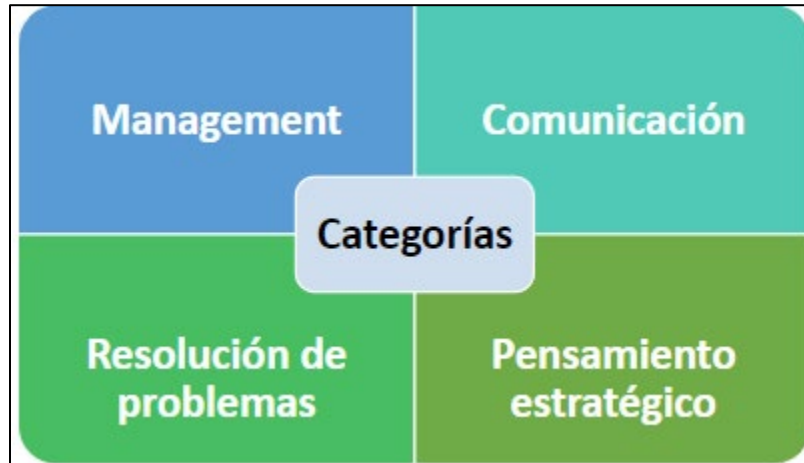 Management
Comunicación
Categorías
Resolución de
problemas
Pensamiento
estratégico